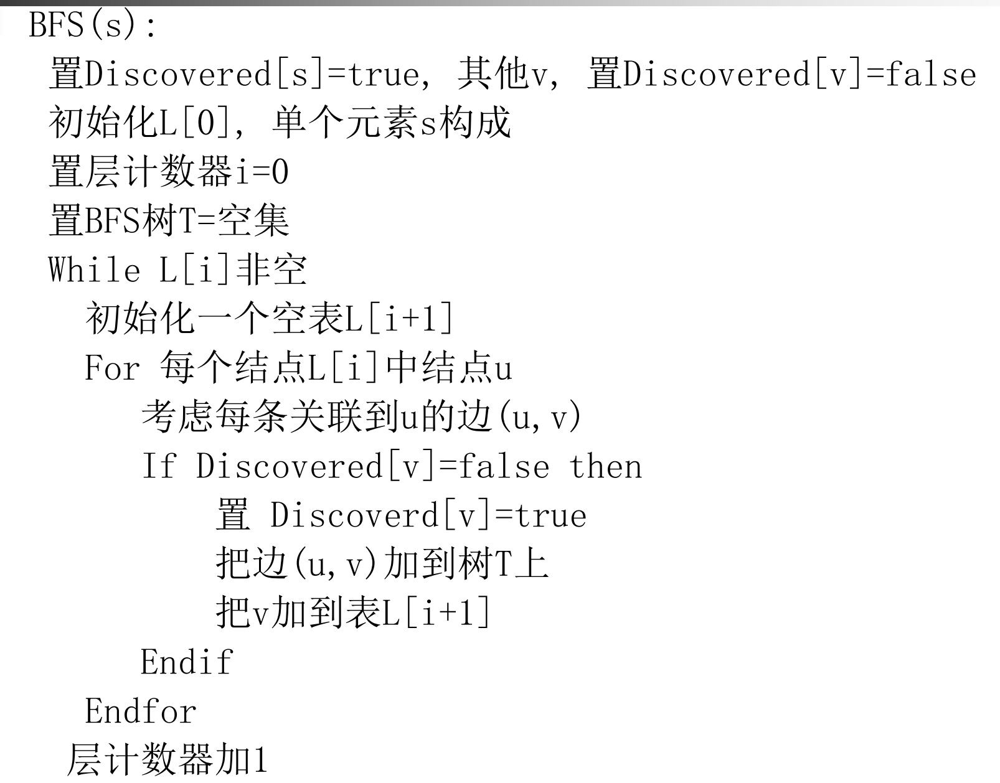 BFS(s):
置Discovered[s]=true, 其他v, 置Discovered[v]=false
初始化L[0], 单个元素s构成
置层计数器i=0
置BFS树T=空集
While L[i]非空
初始化一个空表L[i+1]
For 每个结点L[i]中结点u
考虑每条关联到u的边(u,v)
If Discovered[v]=false then
置 Discoverd[v]=true
把边(u,v)加到树T上
把v加到表L[i+1]
Endif
Endfor
层计数器加1